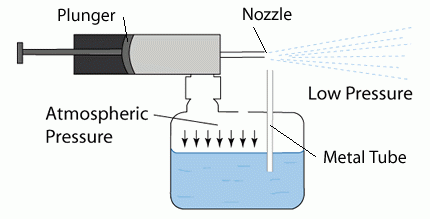 Plunger
Nozzle
Atmospheric
Pressure
Low Pressure
Metal Tube